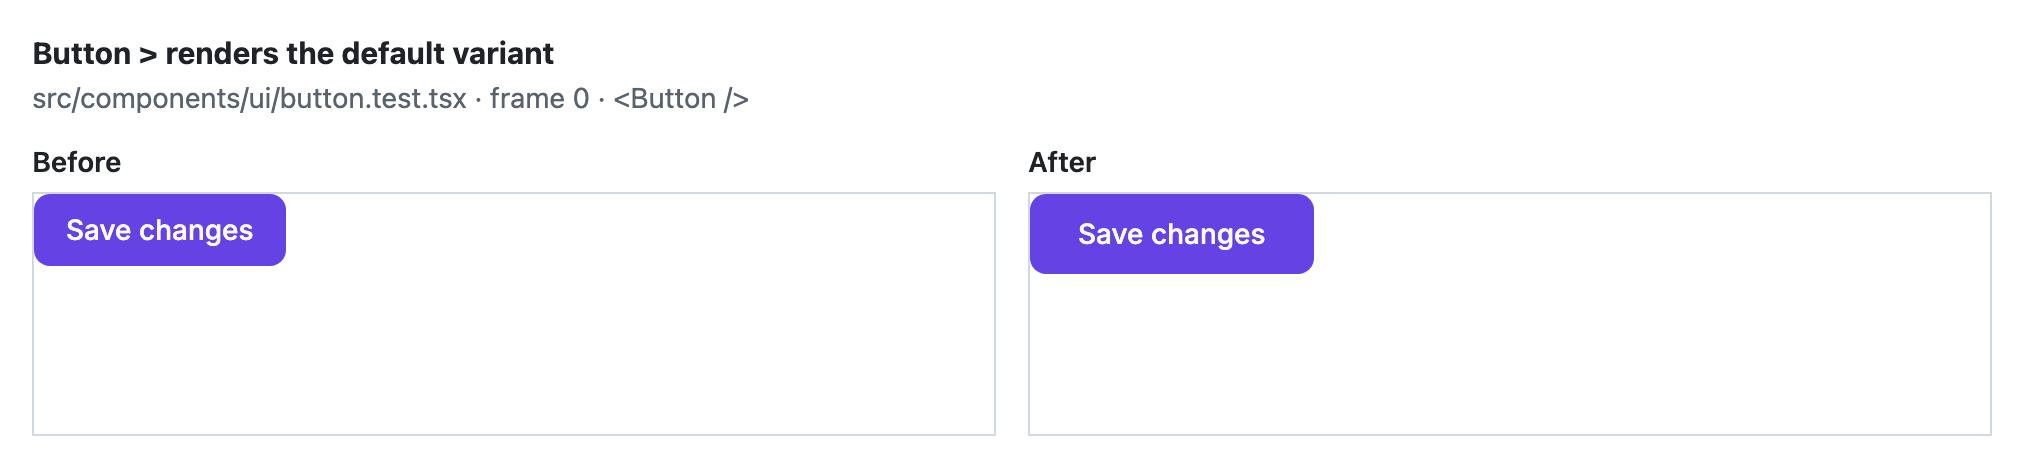 Button > renders the default variant
src/components/ui/button.test.tsx · frame 0 · <Button />
Before
After
Save changes
Save changes